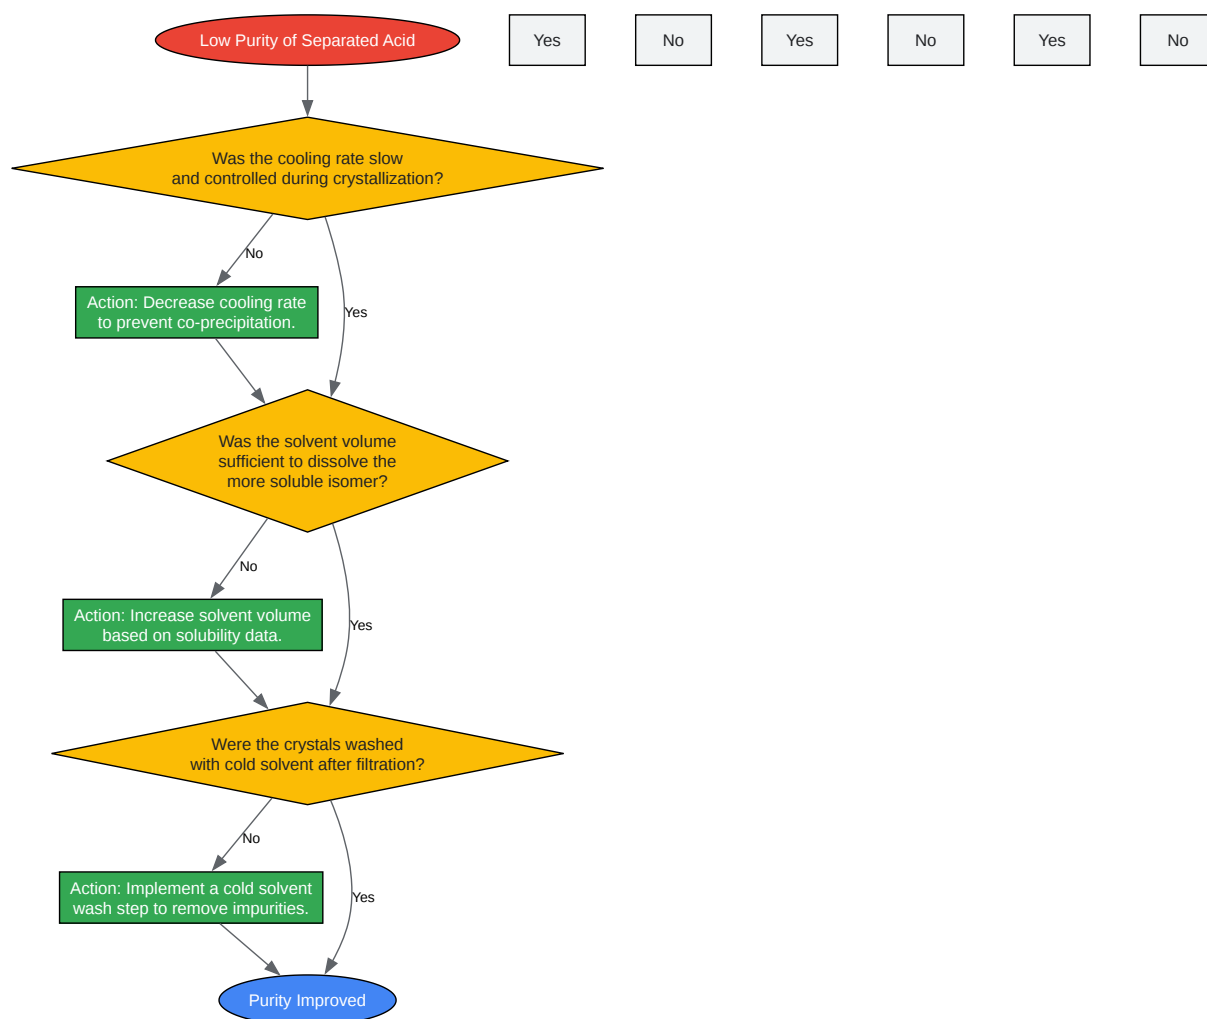 Low Purity of Separated Acid
Yes
No
Yes
No
Yes
No
Was the cooling rate slow
and controlled during crystallization?
No
Action: Decrease cooling rate
to prevent co-precipitation.
Yes
Was the solvent volume
sufficient to dissolve the
more soluble isomer?
No
Action: Increase solvent volume
based on solubility data.
Yes
Were the crystals washed
with cold solvent after filtration?
No
Action: Implement a cold solvent
wash step to remove impurities.
Yes
Purity Improved